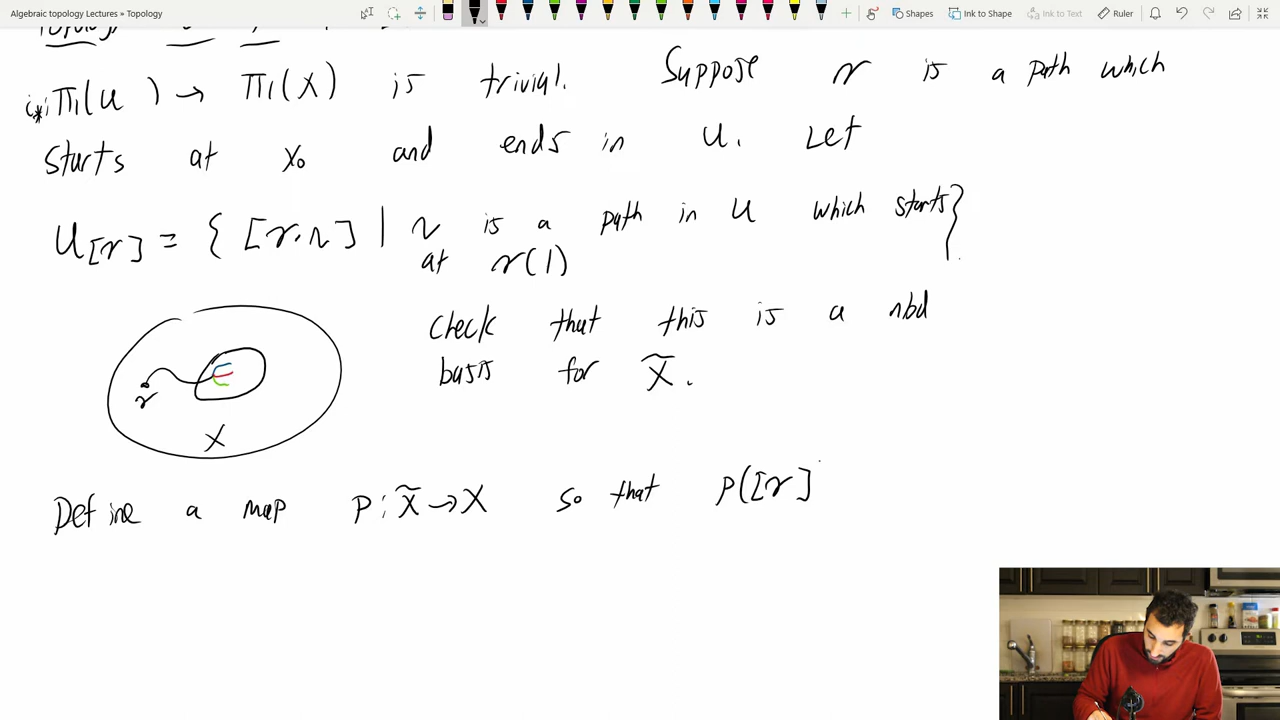 Algebraic topology Lectures » Topology
Shapes Ink to Shape Ink to Text Ruler
i*: π1(U) → π1(X) is trivial. Suppose γ is a path which
starts at x0 and ends in U. Let
U[γ] = { [γ·η] | η is a path in U which starts }
at γ(1)
Check that this is a nbd
basis for X̃.
γ
X
Define a map p: X̃ → X so that p([γ]